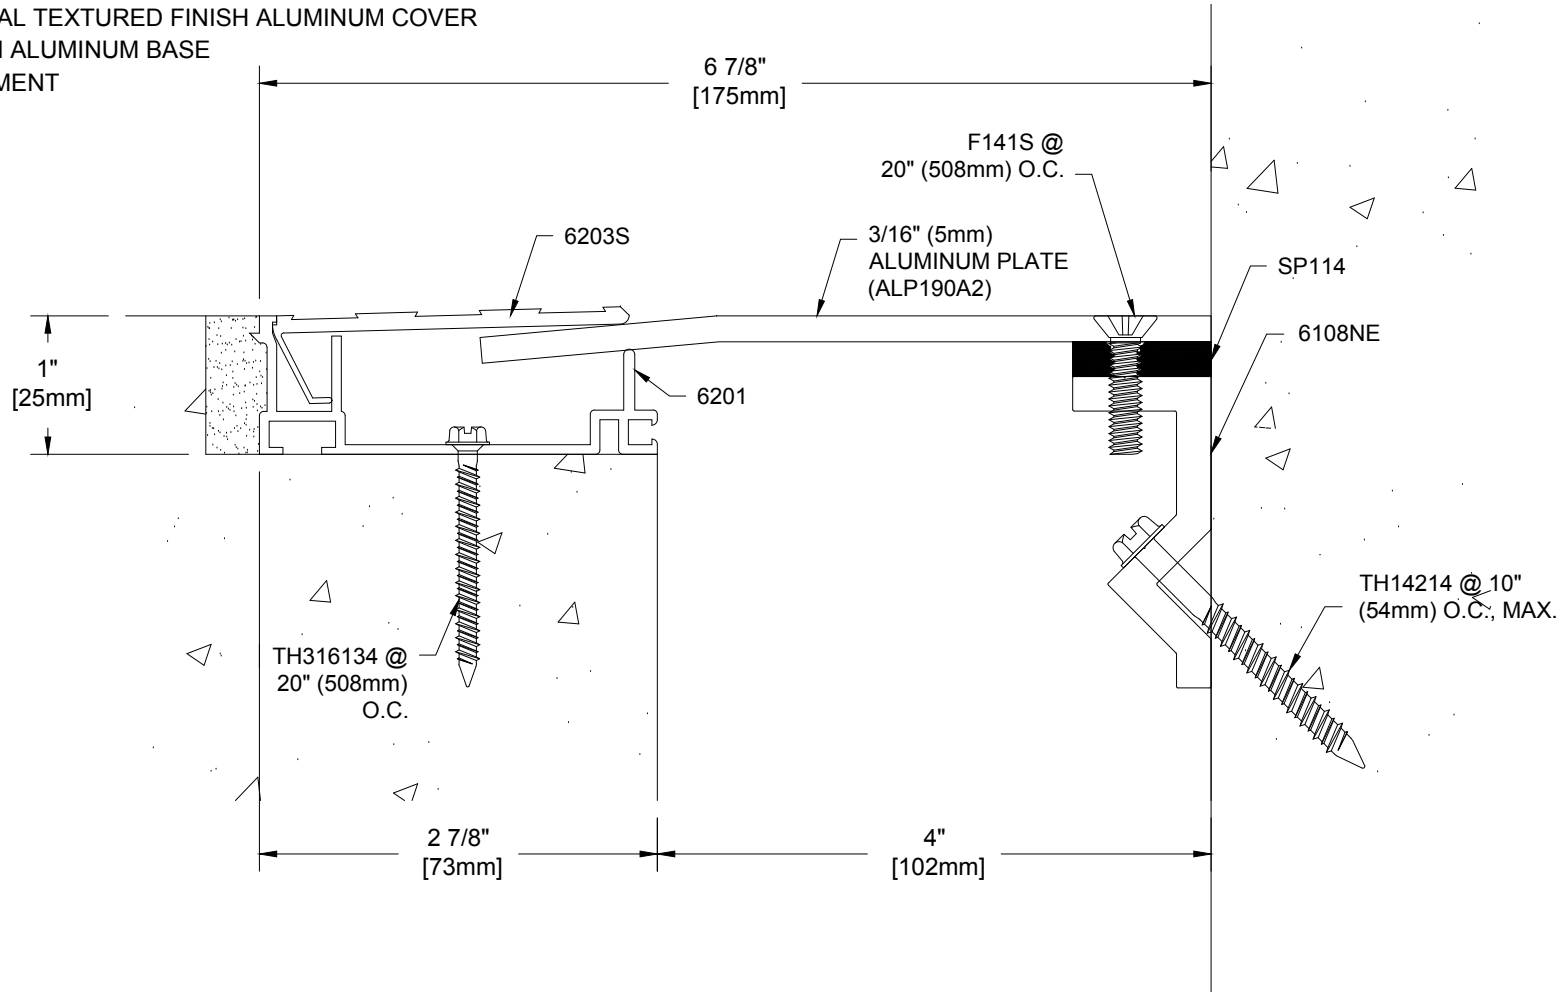 TEXTURED FINISH ALUMINUM COVER
ALUMINUM BASE
6 7/8"
[175mm]
F141S @
20" (508mm) O.C.
6203S
3/16" (5mm)
ALUMINUM PLATE
(ALP190A2)
SP114
6108NE
1"
[25mm]
6201
TH14214 @ 10"
(54mm) O.C., MAX.
TH316134 @
20" (508mm)
O.C.
2 7/8"
[73mm]
4"
[102mm]